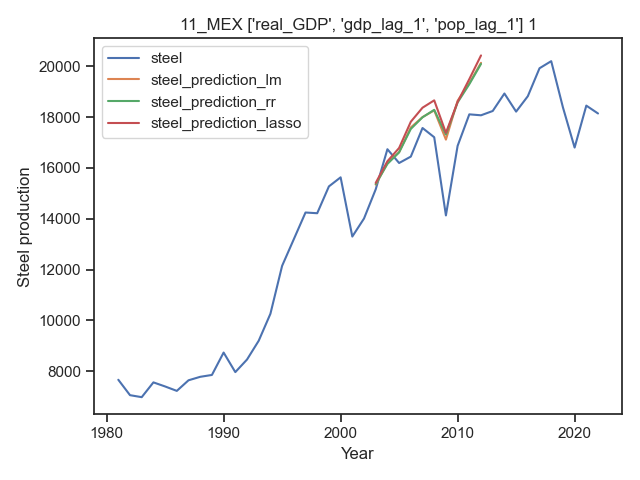 11_MEX ['real_GDP', 'gdp_lag_1', 'pop_lag_1'] 1
steel
steel_prediction_lm
steel_prediction_rr
steel_prediction_lasso
20000
18000
16000
14000
12000
10000
8000
Steel production
1980
1990
2000
2010
2020
Year